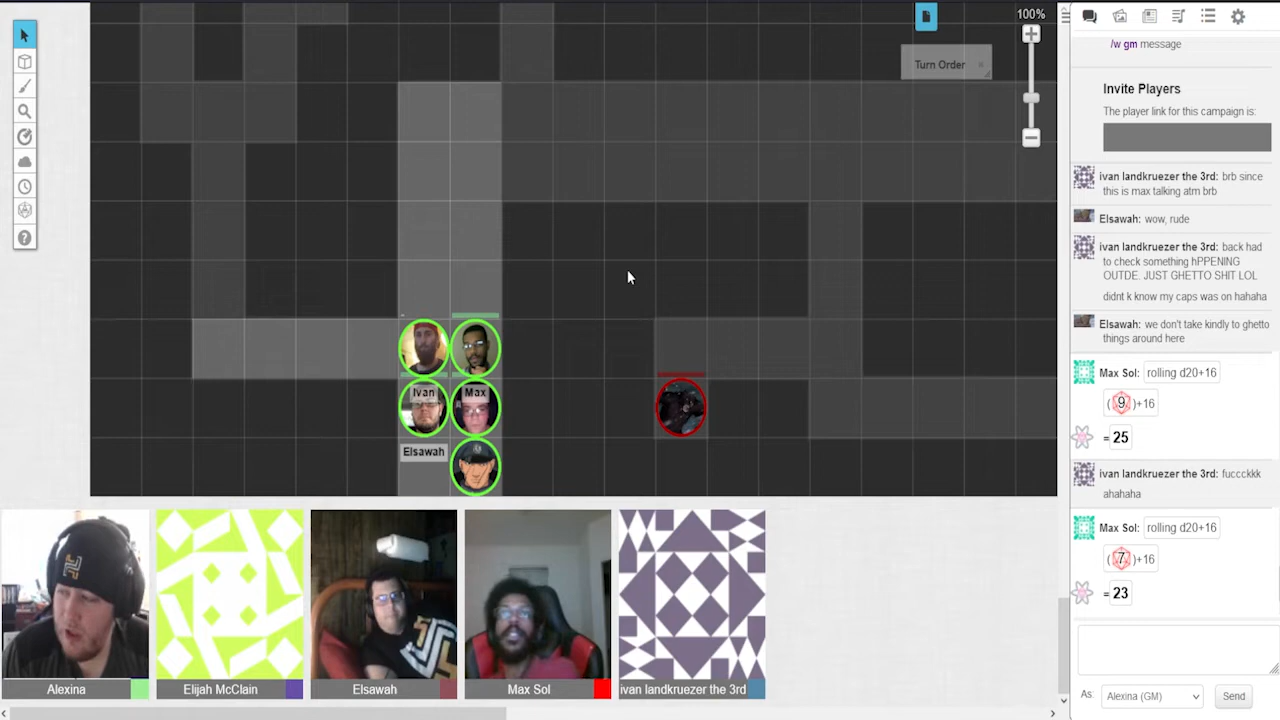 100%
Turn Order
Ivan
Max
Elsawah
Alexina
Elijah McClain
Elsawah
Max Sol
ivan landkruezer the 3rd
/w gm message
Invite Players
The player link for this campaign is:
ivan landkruezer the 3rd: brb since
this is max talking atm brb
Elsawah: wow, rude
ivan landkruezer the 3rd: back had
to check something hPPENING
OUTDE. JUST GHETTO SHIT LOL
didnt k know my caps was on hahaha
Elsawah: we don't take kindly to ghetto
things around here
Max Sol: rolling d20+16
(9)+16
=25
ivan landkruezer the 3rd: fuccckkk
ahahaha
Max Sol: rolling d20+16
(7)+16
=23
As: Alexina (GM) Send